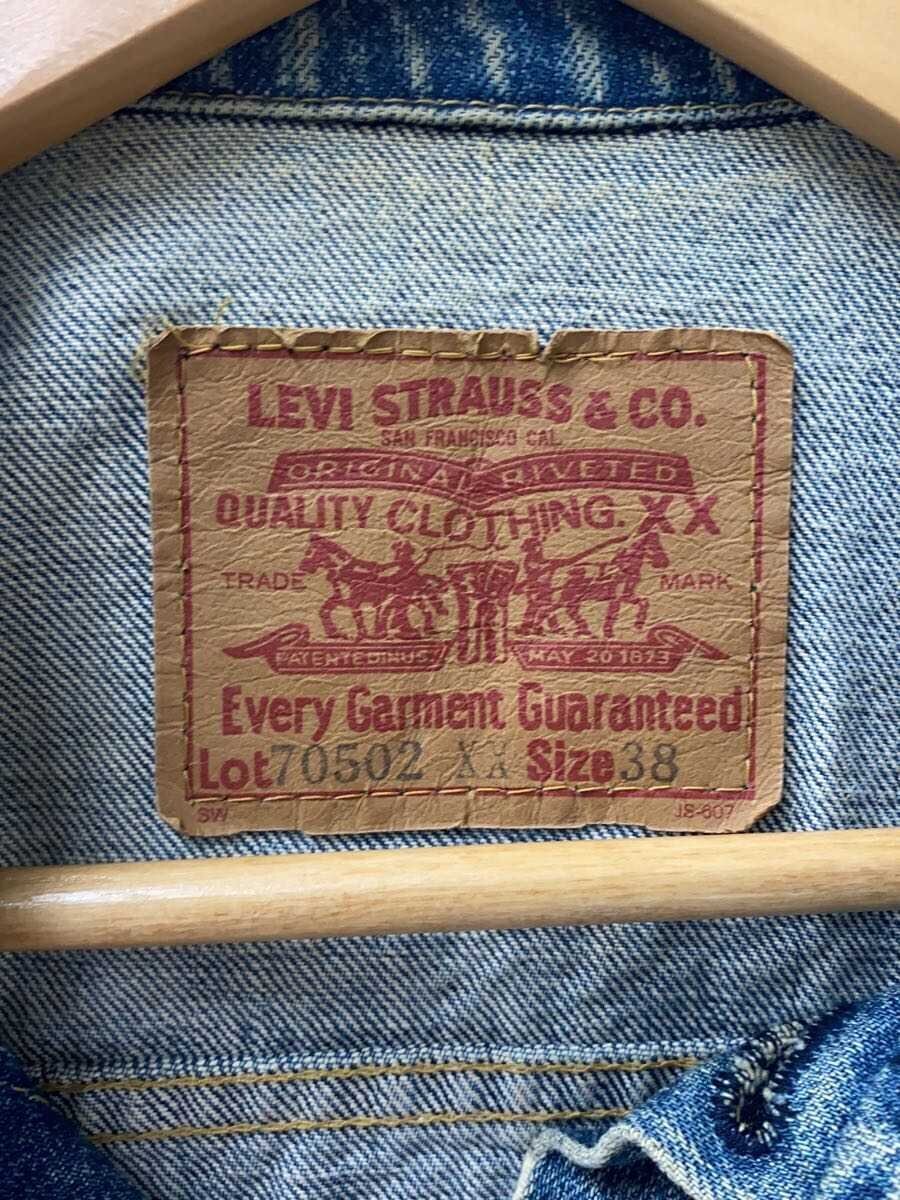 LEVI STRAUSS & CO.
SAN FRANCISCO CAL.
ORIGINAL RIVETED
QUALITY CLOTHING. XX
TRADE MARK
PATENTED IN U.S. MAY 20 1873
Every Garment Guaranteed
Lot 70502 XX Size 38
SW JS-607